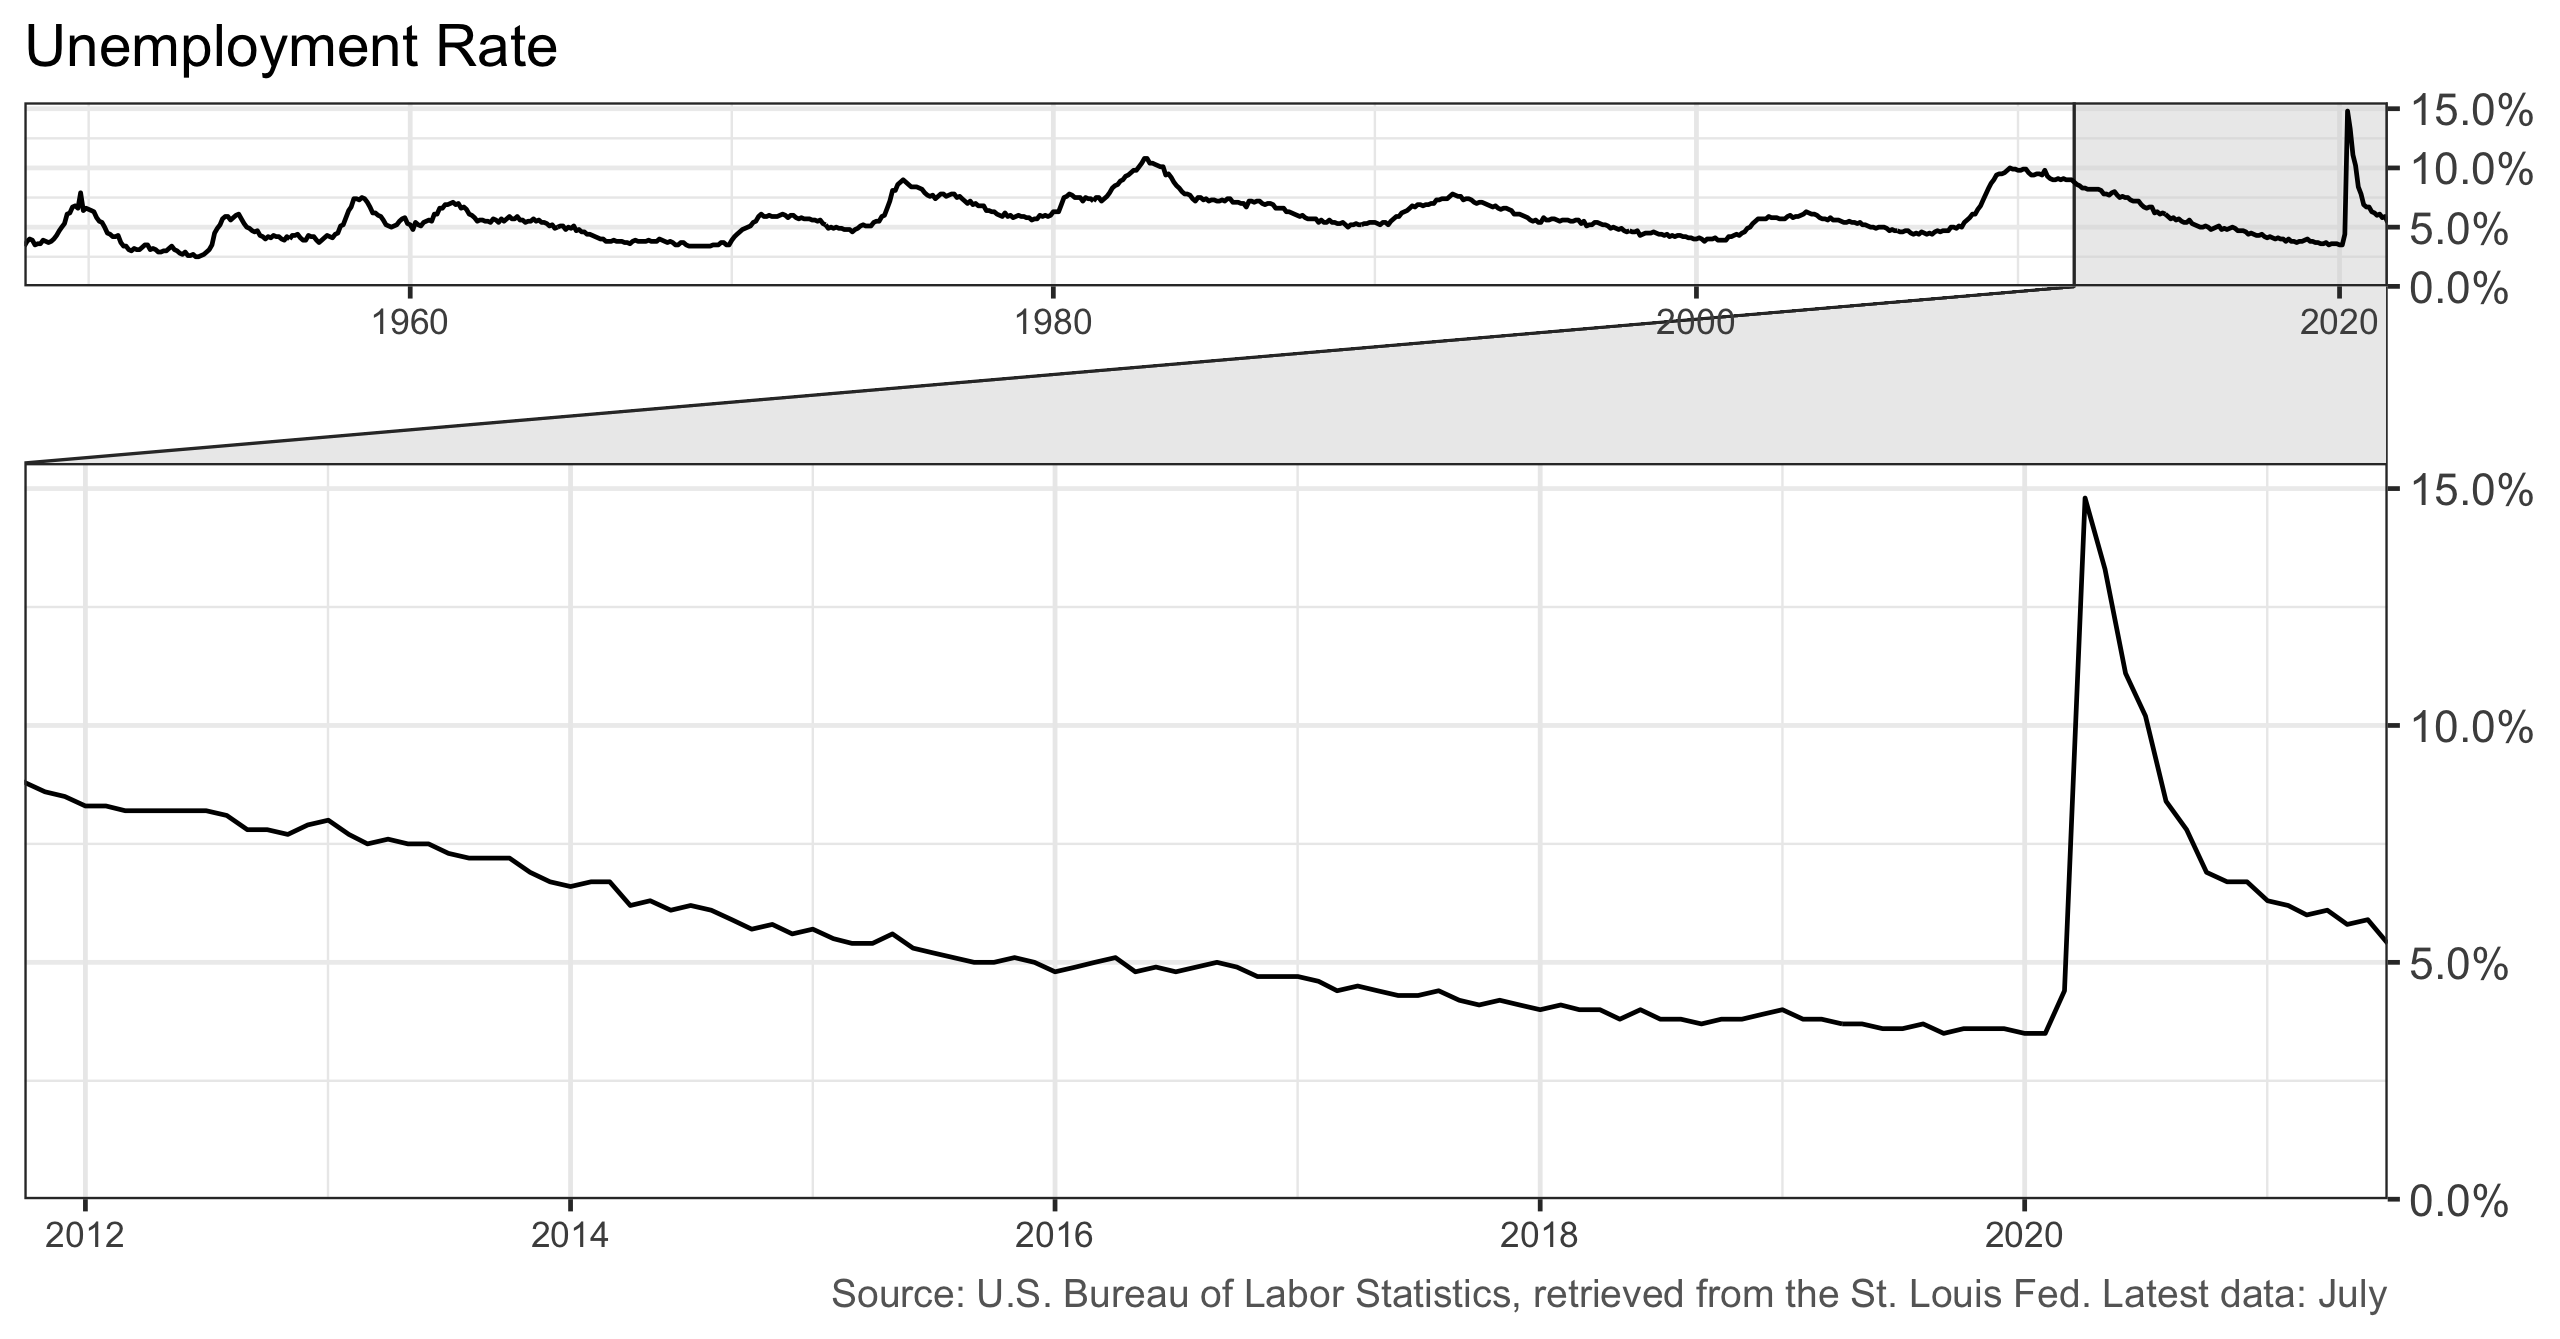 Unemployment Rate
15.0%
10.0%
5.0%
0.0%
1960 1980 2000 2020
15.0%
10.0%
5.0%
0.0%
2012 2014 2016 2018 2020
Source: U.S. Bureau of Labor Statistics, retrieved from the St. Louis Fed. Latest data: July